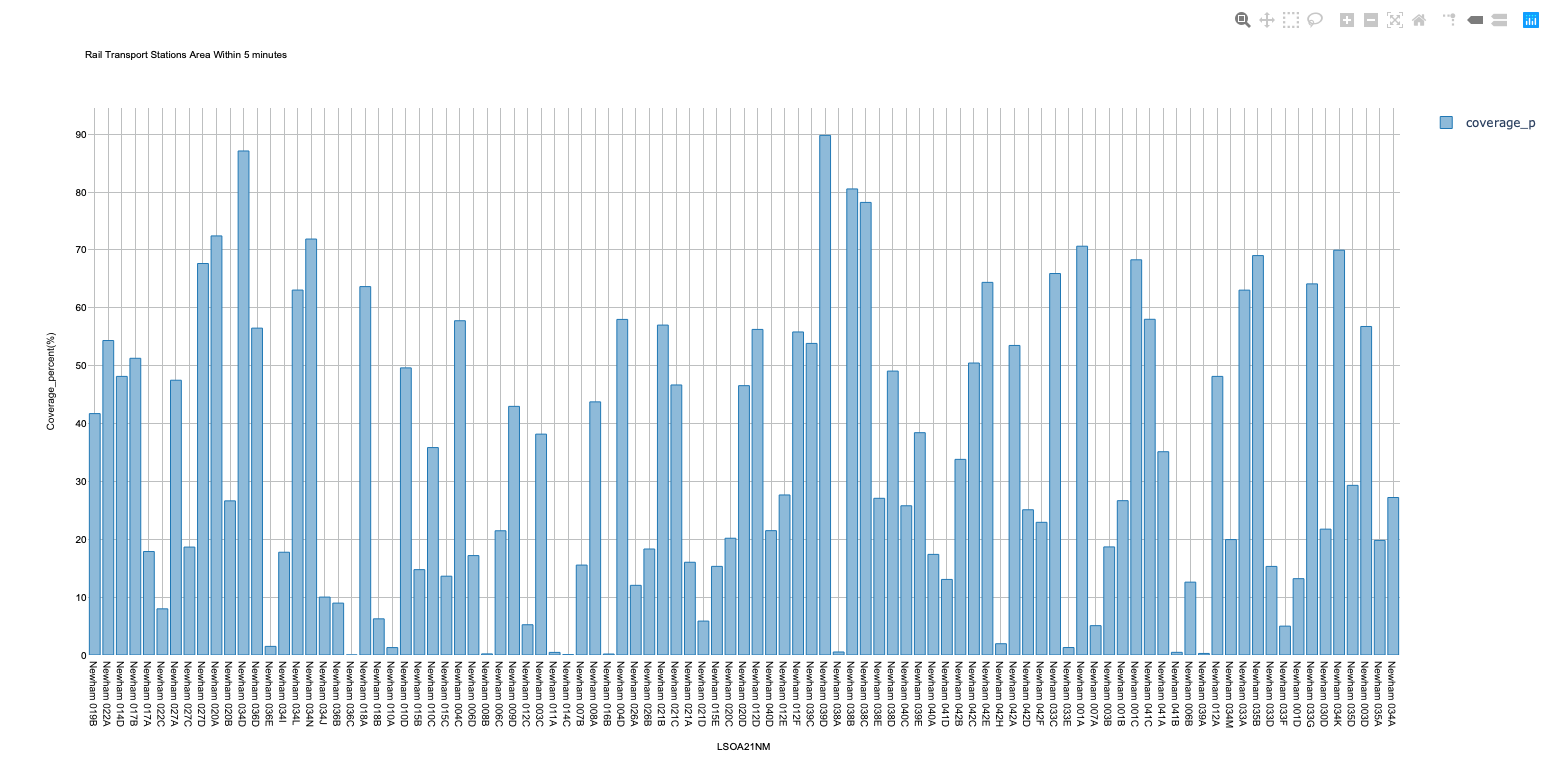 Rail Transport Stations Area Within 5 minutes
coverage_p
90
80
70
60
50
40
30
20
10
0
Coverage_percent(%)
Newham 019B
Newham 022A
Newham 014D
Newham 017B
Newham 017A
Newham 022C
Newham 027A
Newham 027C
Newham 027D
Newham 020A
Newham 020B
Newham 034D
Newham 036D
Newham 036E
Newham 034I
Newham 034L
Newham 034N
Newham 034J
Newham 036B
Newham 036C
Newham 018A
Newham 018B
Newham 010A
Newham 010D
Newham 015B
Newham 010C
Newham 015C
Newham 004C
Newham 006D
Newham 008B
Newham 006C
Newham 009D
Newham 012C
Newham 003C
Newham 011A
Newham 014C
Newham 007B
Newham 008A
Newham 016B
Newham 004D
Newham 026A
Newham 026B
Newham 021B
Newham 021C
Newham 021A
Newham 021D
Newham 015E
Newham 020C
Newham 020D
Newham 012D
Newham 040D
Newham 012E
Newham 012F
Newham 039C
Newham 039D
Newham 038A
Newham 038B
Newham 038C
Newham 038E
Newham 038D
Newham 040C
Newham 039E
Newham 040A
Newham 041D
Newham 042B
Newham 042C
Newham 042E
Newham 042H
Newham 042A
Newham 042D
Newham 042F
Newham 033C
Newham 033E
Newham 001A
Newham 007A
Newham 003B
Newham 001B
Newham 001C
Newham 041C
Newham 041A
Newham 041B
Newham 006B
Newham 039A
Newham 012A
Newham 034M
Newham 033A
Newham 035B
Newham 033D
Newham 033F
Newham 001D
Newham 033G
Newham 030D
Newham 034K
Newham 035D
Newham 003D
Newham 035A
Newham 034A
LSOA21NM